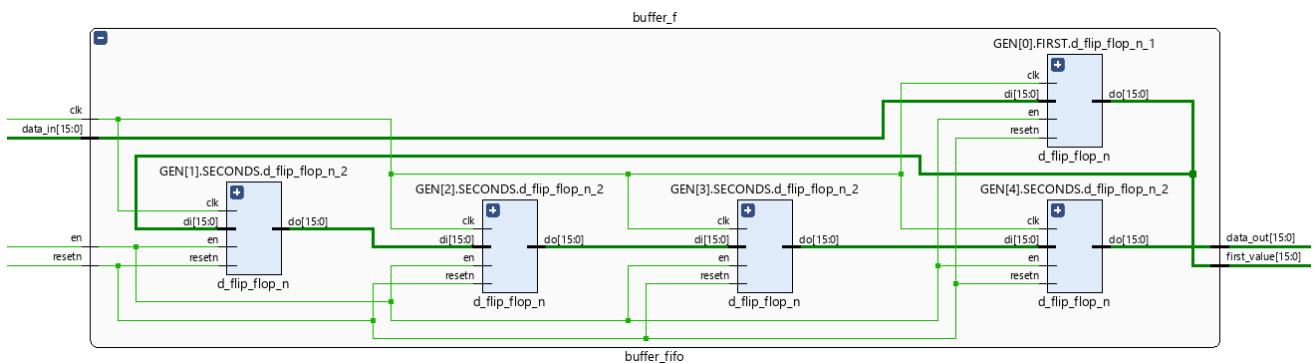 buffer_f
GEN[0].FIRST.d_flip_flop_n_1
clk
di[15:0]
do[15:0]
en
resetn
d_flip_flop_n
clk
data_in[15:0]
GEN[1].SECONDS.d_flip_flop_n_2
clk
di[15:0]
do[15:0]
en
resetn
d_flip_flop_n
GEN[2].SECONDS.d_flip_flop_n_2
clk
di[15:0]
do[15:0]
en
resetn
d_flip_flop_n
GEN[3].SECONDS.d_flip_flop_n_2
clk
di[15:0]
do[15:0]
en
resetn
d_flip_flop_n
GEN[4].SECONDS.d_flip_flop_n_2
clk
di[15:0]
do[15:0]
en
resetn
d_flip_flop_n
en
resetn
data_out[15:0]
first_value[15:0]
buffer_fifo